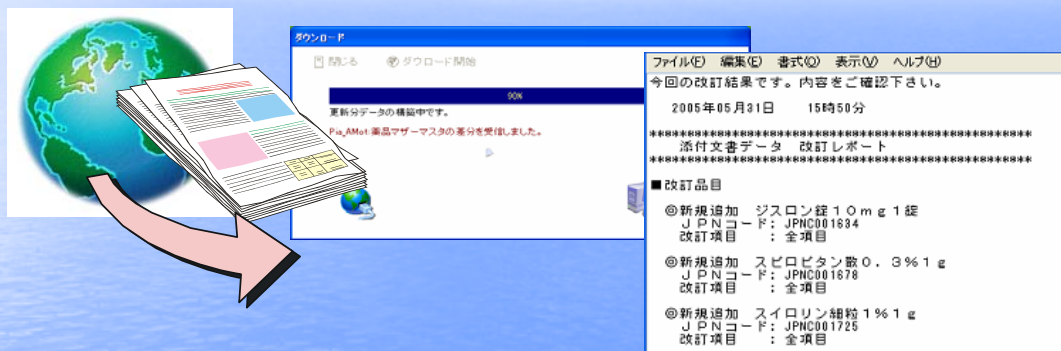 ダウンロード
閉じる ダウロード開始
90%
更新分データの構築中です。
Pia_AMot 薬品マザーマスタの差分を受信しました。
ファイル(F) 編集(E) 書式(O) 表示(V) ヘルプ(H)
今回の改訂結果です。内容をご確認下さい。
2005年05月31日 15時50分
**************************************************
添付文書データ 改訂レポート
**************************************************
■改訂品目
◎新規追加 ジスロン錠10mg1錠
JPNコード: JPNC001634
改訂項目 : 全項目
◎新規追加 スピロピタン散0.3%1g
JPNコード: JPNC001678
改訂項目 : 全項目
◎新規追加 スイロリン細粒1%1g
JPNコード: JPNC001725
改訂項目 : 全項目